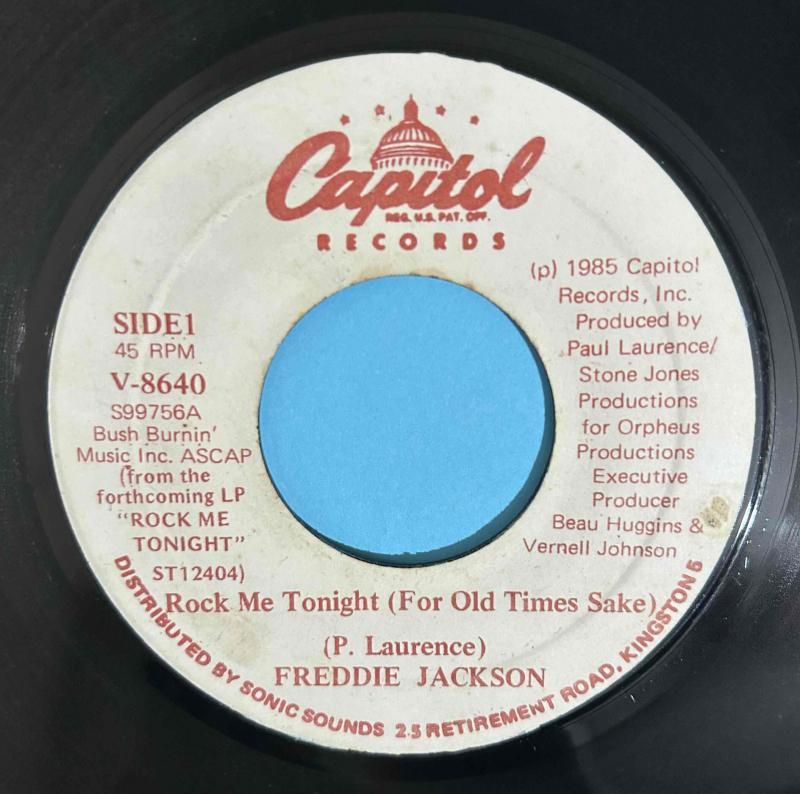 Capitol
REG. U.S. PAT. OFF.
RECORDS
SIDE1
45 RPM
V-8640
S99756A
Bush Burnin'
Music Inc. ASCAP
(from the
forthcoming LP
"ROCK ME
TONIGHT"
ST12404)
(p) 1985 Capitol
Records, Inc.
Produced by
Paul Laurence/
Stone Jones
Productions
for Orpheus
Productions
Executive
Producer
Beau Huggins &
Vernell Johnson
Rock Me Tonight (For Old Times Sake)
(P. Laurence)
FREDDIE JACKSON
DISTRIBUTED BY SONIC SOUNDS 2-5 RETIREMENT ROAD, KINGSTON 5